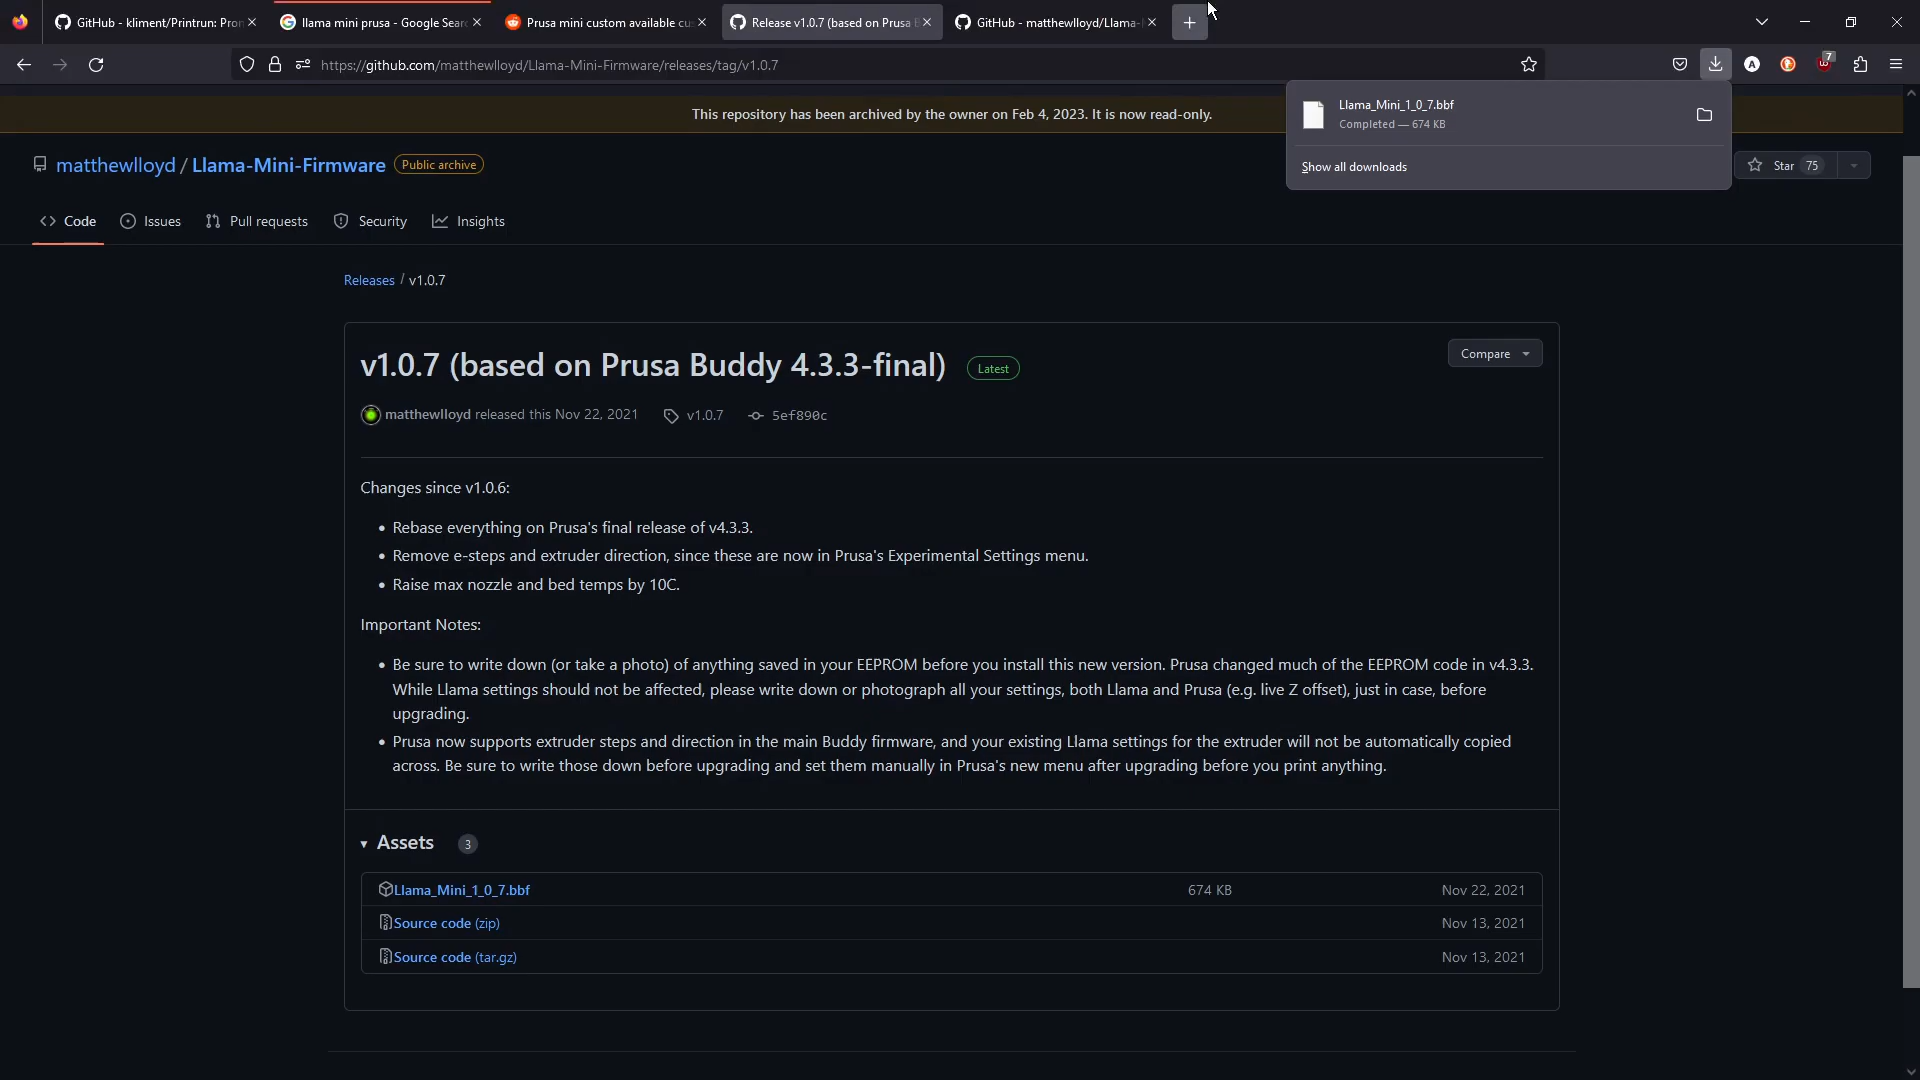 GitHub - kliment/Printrun: Pron
llama mini prusa - Google Sear
Prusa mini custom available cu
Release v1.0.7 (based on Prusa B
GitHub - matthewlloyd/Llama-
https://github.com/matthewlloyd/Llama-Mini-Firmware/releases/tag/v1.0.7
7
This repository has been archived by the owner on Feb 4, 2023. It is now read-only.
Llama_Mini_1_0_7.bbf
Completed — 674 KB
Show all downloads
matthewlloyd / Llama-Mini-Firmware Public archive
Star 75
Code
Issues
Pull requests
Security
Insights
Releases / v1.0.7
v1.0.7 (based on Prusa Buddy 4.3.3-final) Latest
Compare
matthewlloyd released this Nov 22, 2021 v1.0.7 5ef890c
Changes since v1.0.6:
• Rebase everything on Prusa's final release of v4.3.3.
• Remove e-steps and extruder direction, since these are now in Prusa's Experimental Settings menu.
• Raise max nozzle and bed temps by 10C.
Important Notes:
• Be sure to write down (or take a photo) of anything saved in your EEPROM before you install this new version. Prusa changed much of the EEPROM code in v4.3.3.
While Llama settings should not be affected, please write down or photograph all your settings, both Llama and Prusa (e.g. live Z offset), just in case, before
upgrading.
• Prusa now supports extruder steps and direction in the main Buddy firmware, and your existing Llama settings for the extruder will not be automatically copied
across. Be sure to write those down before upgrading and set them manually in Prusa's new menu after upgrading before you print anything.
Assets 3
Llama_Mini_1_0_7.bbf 674 KB Nov 22, 2021
Source code (zip) Nov 13, 2021
Source code (tar.gz) Nov 13, 2021